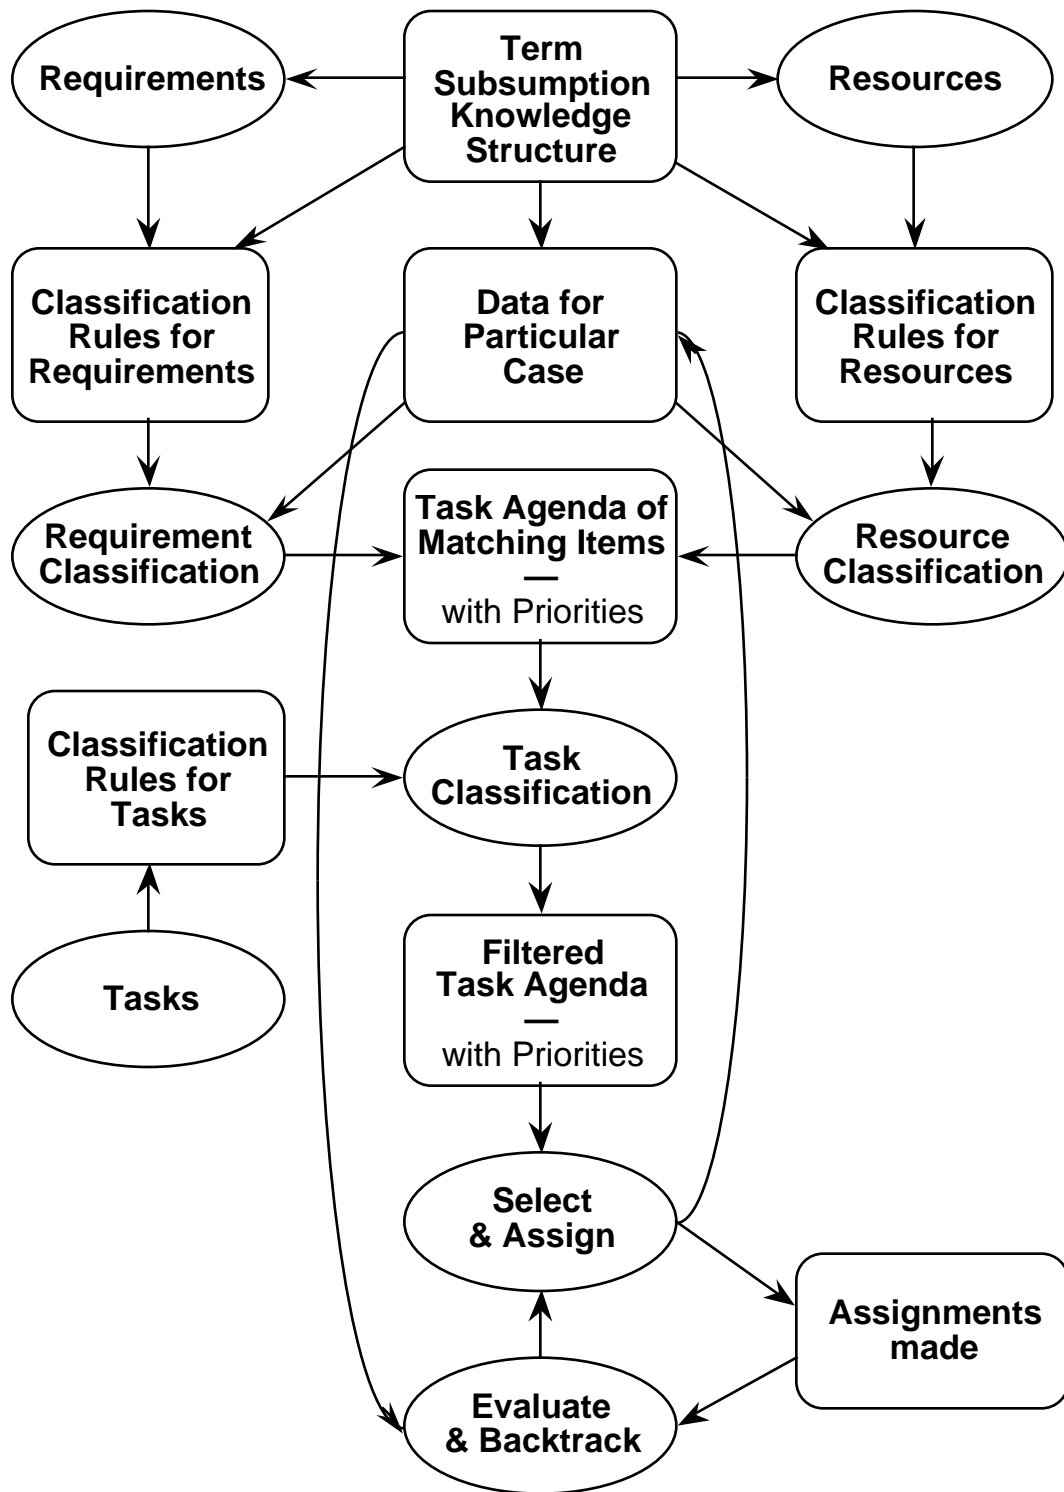 Requirements
Term
Subsumption
Knowledge
Structure
Resources
Classification
Rules for
Requirements
Data for
Particular
Case
Classification
Rules for
Resources
Requirement
Classification
Task Agenda of
Matching Items
—
with Priorities
Resource
Classification
Classification
Rules for
Tasks
Task
Classification
Tasks
Filtered
Task Agenda
—
with Priorities
Select
& Assign
Assignments
made
Evaluate
& Backtrack